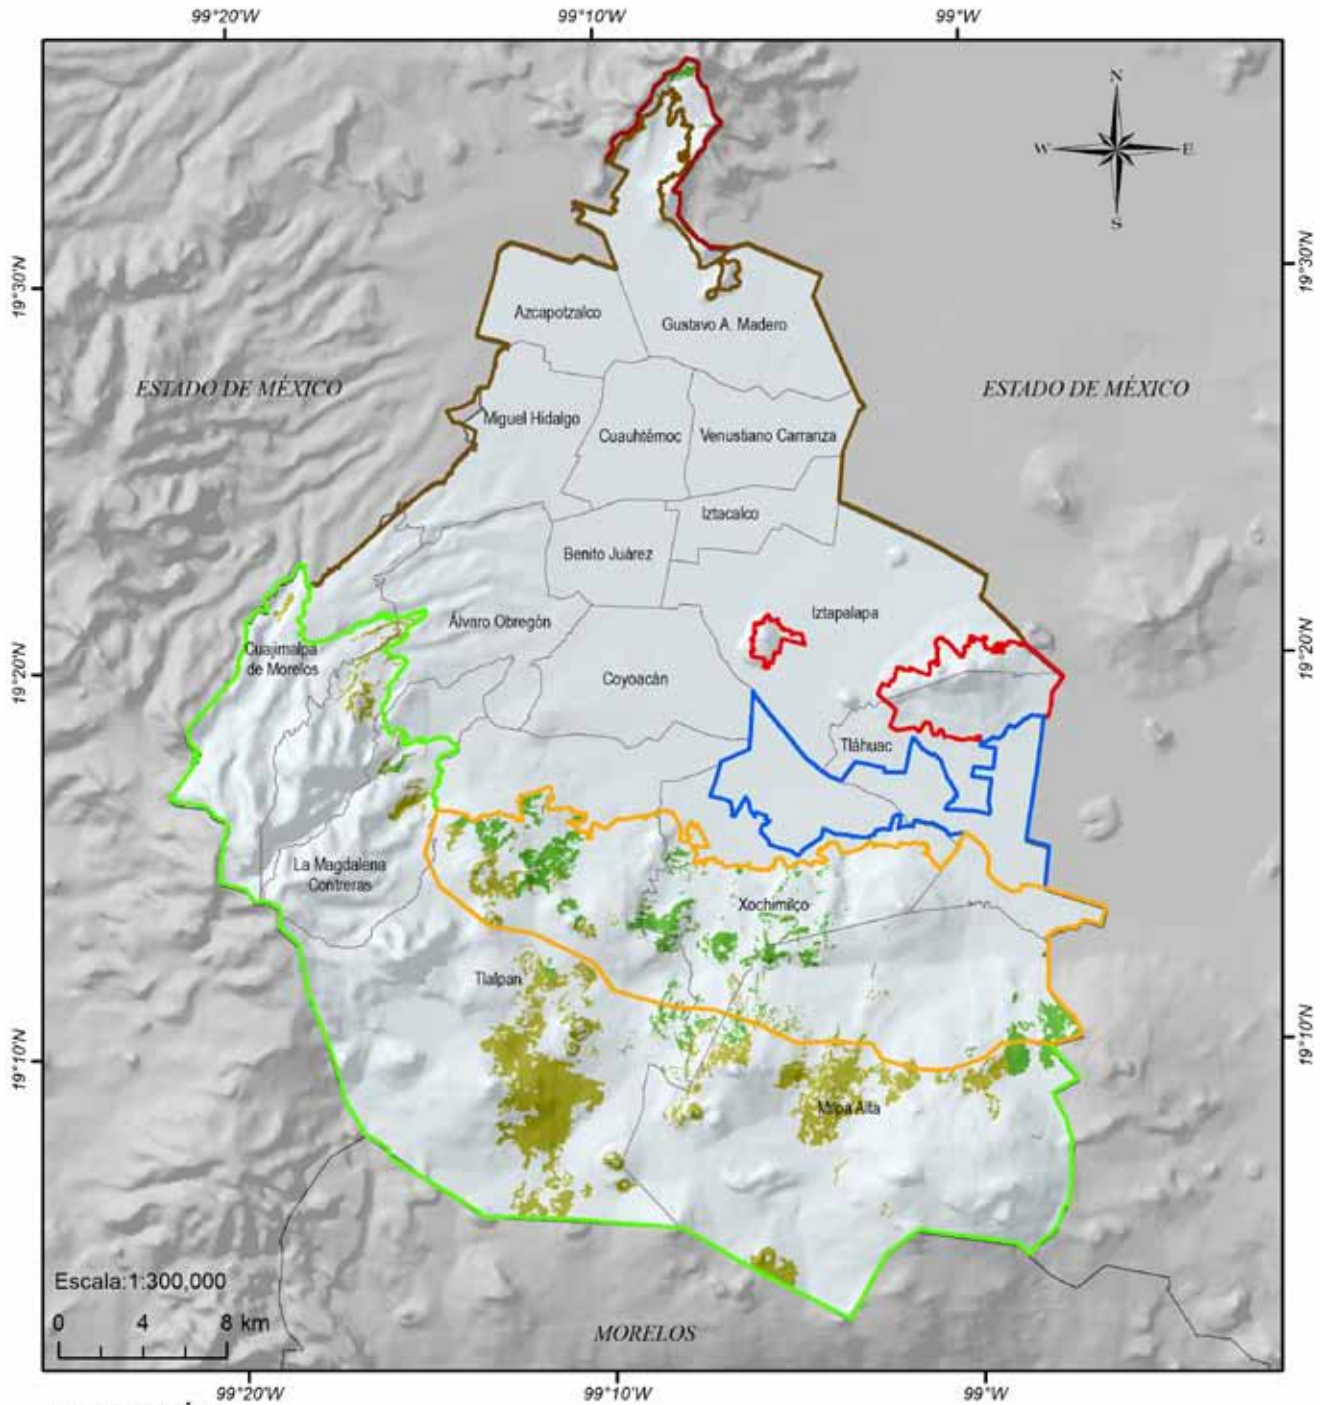 99°20'W
99°10'W
99°W
N
W
E
S
19°30'N
19°30'N
Azcapotzalco
Gustavo A. Madero
ESTADO DE MÉXICO
ESTADO DE MÉXICO
Miguel Hidalgo
Cuauhtémoc
Venustiano Carranza
Iztacalco
Benito Juárez
Iztapalapa
Álvaro Obregón
Cuajimalpa
de Morelos
19°20'N
19°20'N
Coyoacán
Tláhuac
La Magdalena
Contreras
Xochimilco
Tlalpan
19°10'N
19°10'N
Milpa Alta
Escala:1:300,000
0
4
8 km
MORELOS
99°20'W
99°10'W
99°W